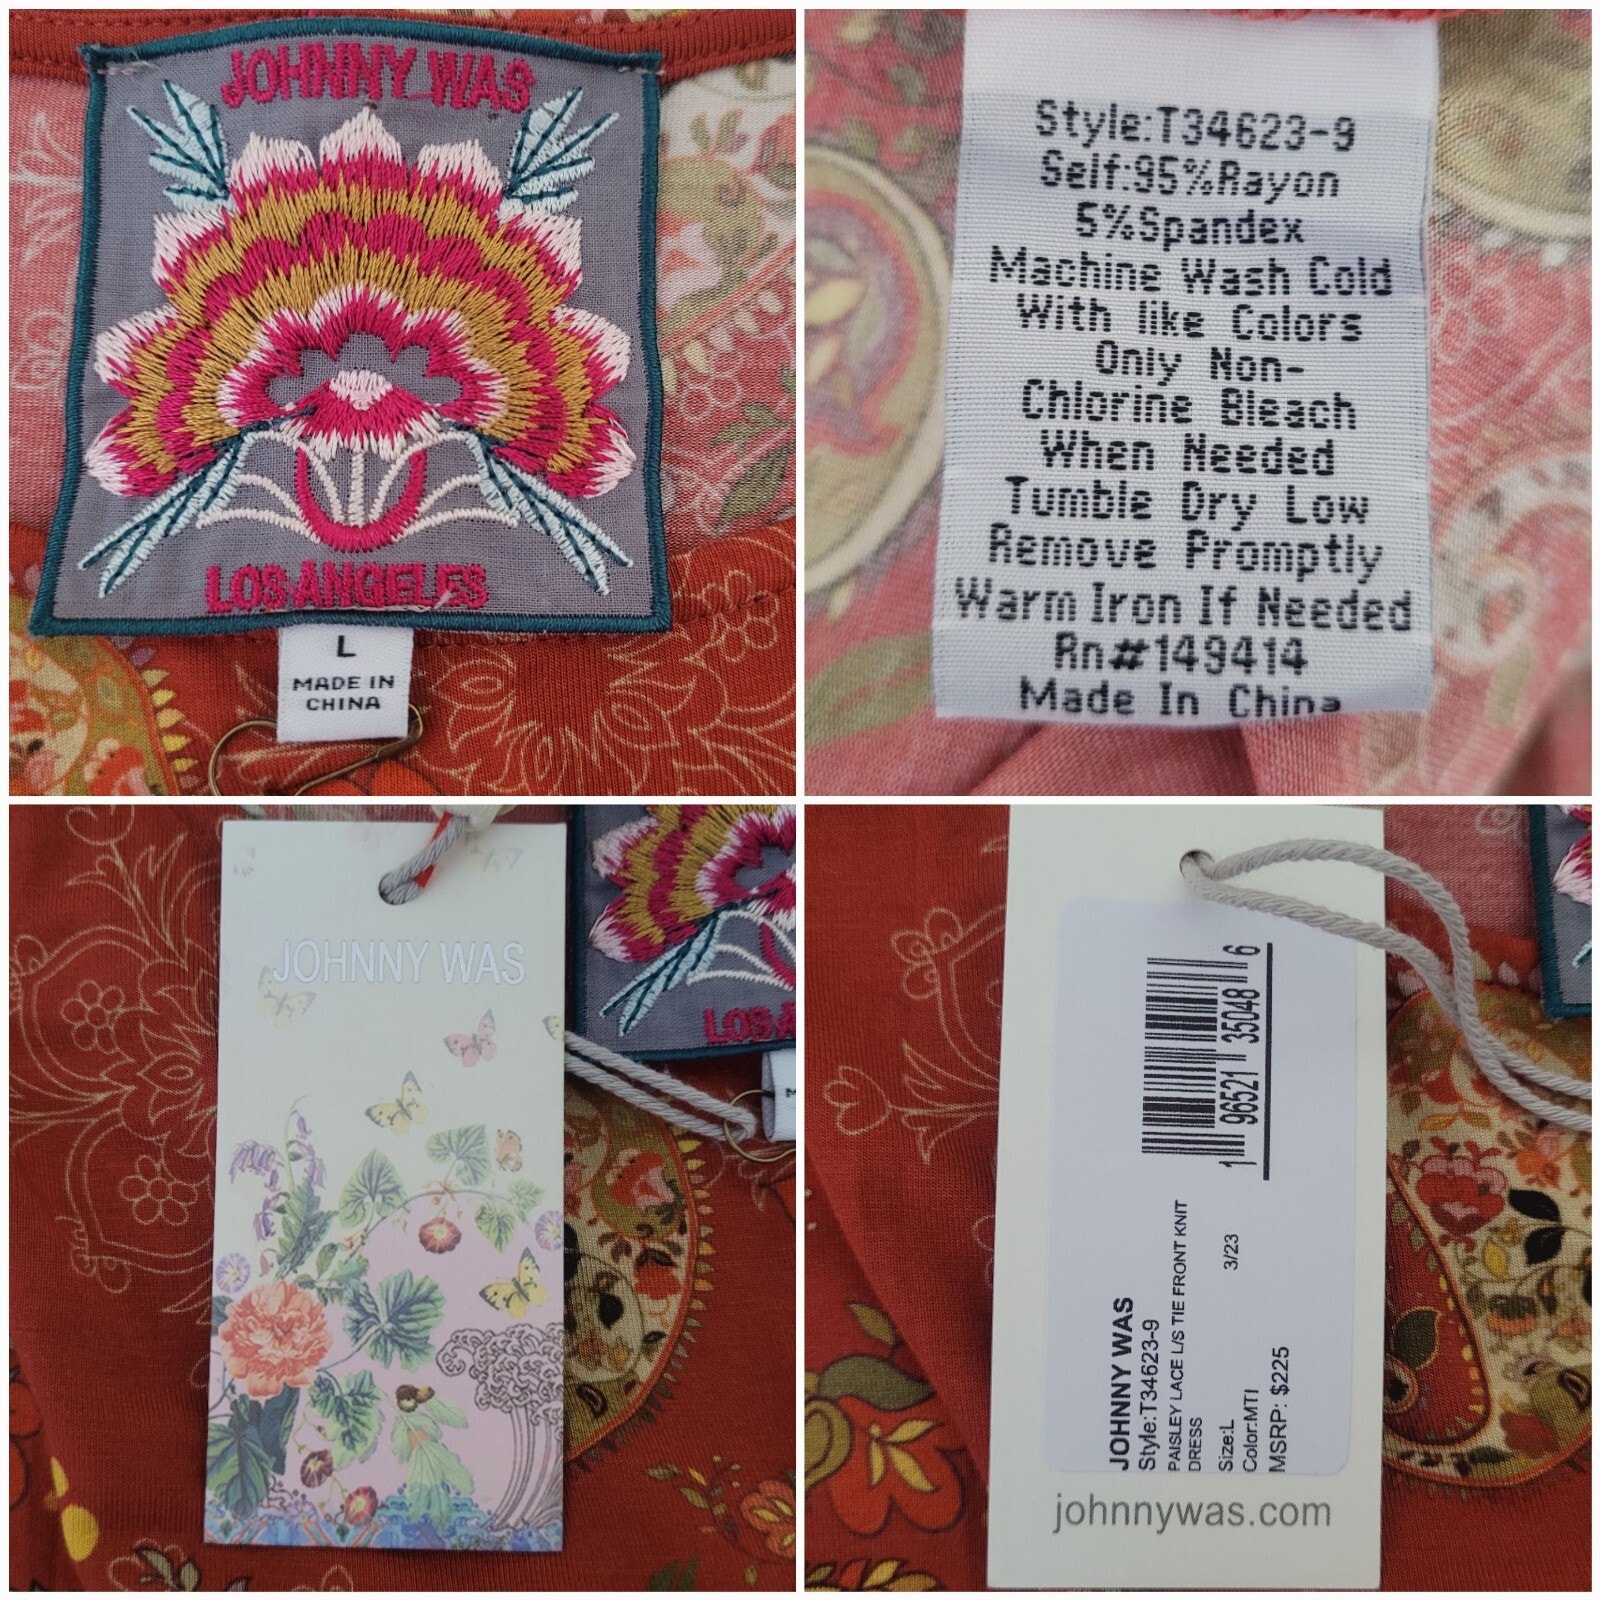 JOHNNY WAS
LOS ANGELES
L
MADE IN
CHINA
Style:T34623-9
Self:95%Rayon
5%Spandex
Machine Wash Cold
With like Colors
Only Non-
Chlorine Bleach
When Needed
Tumble Dry Low
Remove Promptly
Warm Iron If Needed
Rn#149414
Made In China
JOHNNY WAS
LOS A
1 96521 35048 6
JOHNNY WAS
Style:T34623-9
PAISLEY LACE L/S TIE FRONT KNIT
DRESS
Size:L 3/23
Color:MTI
MSRP: $225
johnnywas.com